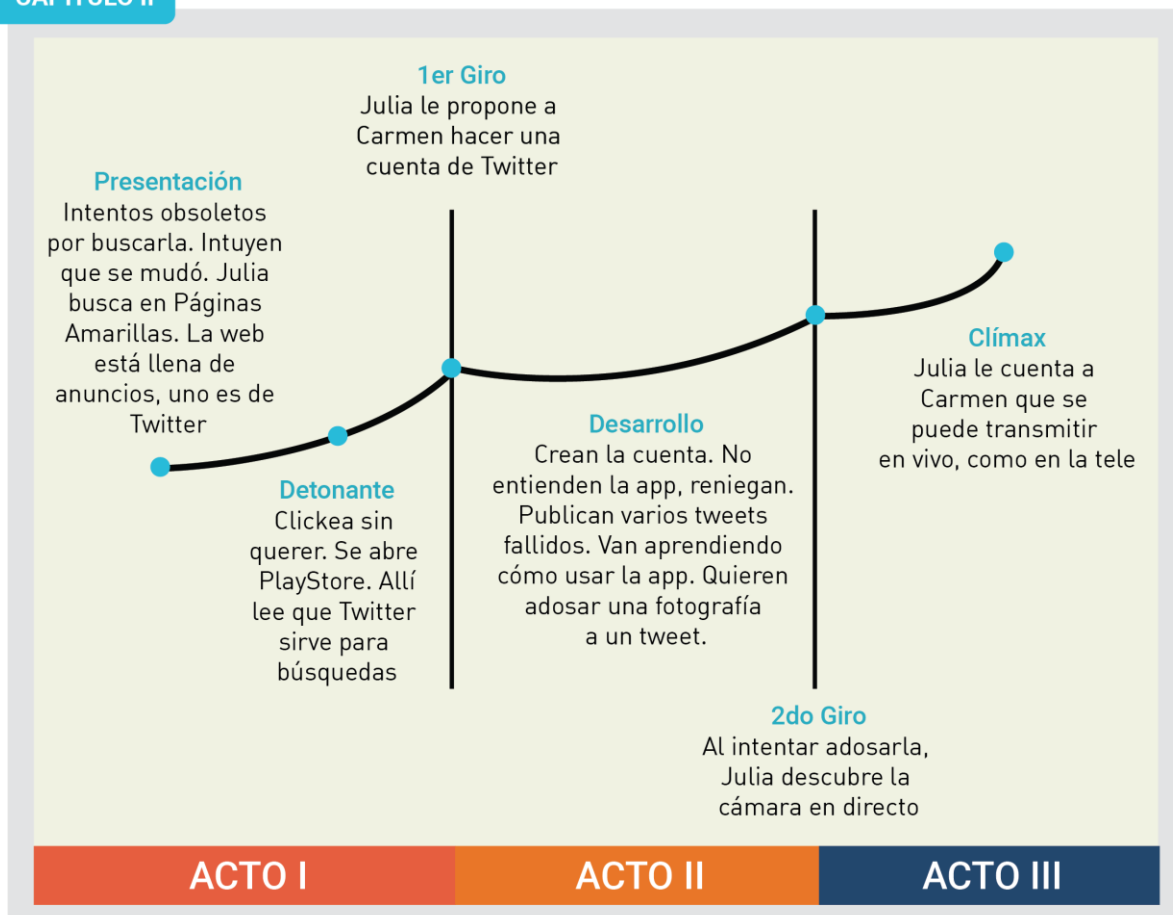 CAPÍTULO II
1er Giro
Julia le propone a
Carmen hacer una
cuenta de Twitter
Presentación
Intentos obsoletos
por buscarla. Intuyen
que se mudó. Julia
busca en Páginas
Amarillas. La web
está llena de
anuncios, uno es de
Twitter
Detonante
Clickea sin
querer. Se abre
PlayStore. Allí
lee que Twitter
sirve para
búsquedas
Desarrollo
Crean la cuenta. No
entienden la app, reniegan.
Publican varios tweets
fallidos. Van aprendiendo
cómo usar la app. Quieren
adosar una fotografía
a un tweet.
2do Giro
Al intentar adosarla,
Julia descubre la
cámara en directo
Clímax
Julia le cuenta a
Carmen que se
puede transmitir
en vivo, como en la tele
ACTO I
ACTO II
ACTO III